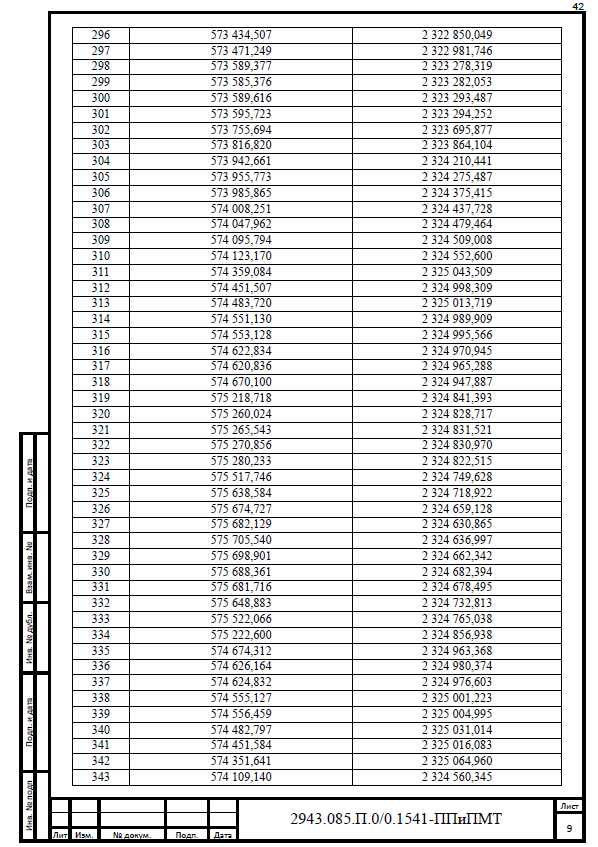 42
296 573 434,507 2 322 850,049
297 573 471,249 2 322 981,746
298 573 589,377 2 323 278,319
299 573 585,376 2 323 282,053
300 573 589,616 2 323 293,487
301 573 595,723 2 323 294,252
302 573 755,694 2 323 695,877
303 573 816,820 2 323 864,104
304 573 942,661 2 324 210,441
305 573 955,773 2 324 275,487
306 573 985,865 2 324 375,415
307 574 008,251 2 324 437,728
308 574 047,962 2 324 479,464
309 574 095,794 2 324 509,008
310 574 123,170 2 324 552,600
311 574 359,084 2 325 043,509
312 574 451,507 2 324 998,309
313 574 483,720 2 325 013,719
314 574 551,130 2 324 989,909
315 574 553,128 2 324 995,566
316 574 622,834 2 324 970,945
317 574 620,836 2 324 965,288
318 574 670,100 2 324 947,887
319 575 218,718 2 324 841,393
320 575 260,024 2 324 828,717
321 575 265,543 2 324 831,521
322 575 270,856 2 324 830,970
323 575 280,233 2 324 822,515
324 575 517,746 2 324 749,628
325 575 638,584 2 324 718,922
326 575 674,727 2 324 659,128
327 575 682,129 2 324 630,865
328 575 705,540 2 324 636,997
329 575 698,901 2 324 662,342
330 575 688,361 2 324 682,394
331 575 681,716 2 324 678,495
332 575 648,883 2 324 732,813
333 575 522,066 2 324 765,038
334 575 222,600 2 324 856,938
335 574 674,312 2 324 963,368
336 574 626,164 2 324 980,374
337 574 624,832 2 324 976,603
338 574 555,127 2 325 001,223
339 574 556,459 2 325 004,995
340 574 482,797 2 325 031,014
341 574 451,584 2 325 016,083
342 574 351,641 2 325 064,960
343 574 109,140 2 324 560,345
Подп. и дата
Взам. инв. №
Инв. № дубл.
Подп. и дата
Инв. № подп
2943.085.П.0/0.1541-ППиПМТ
Лист
9
Лит Изм. № докум. Подп. Дата